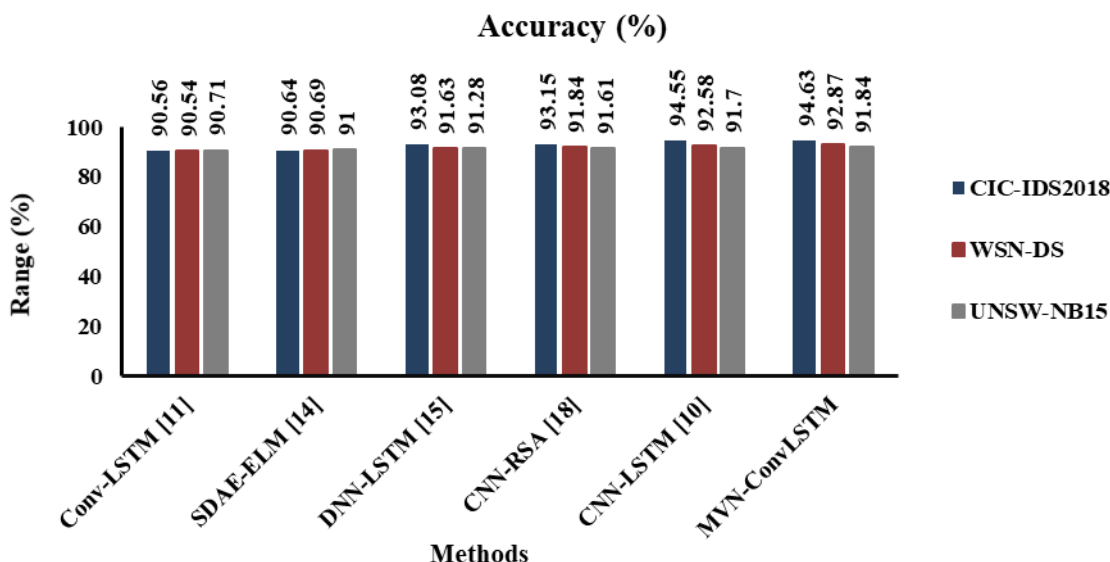 Accuracy (%)
90.56 90.54 90.71 90.64 90.69 91 93.08 91.63 91.28 93.15 91.84 91.61 94.55 92.58 91.7 94.63 92.87 91.84
100
80
60
40
20
0
Range (%)
Conv-LSTM [11]
SDAE-ELM [14]
DNN-LSTM [15]
CNN-RSA [18]
CNN-LSTM [10]
MVN-ConvLSTM
Methods
CIC-IDS2018
WSN-DS
UNSW-NB15